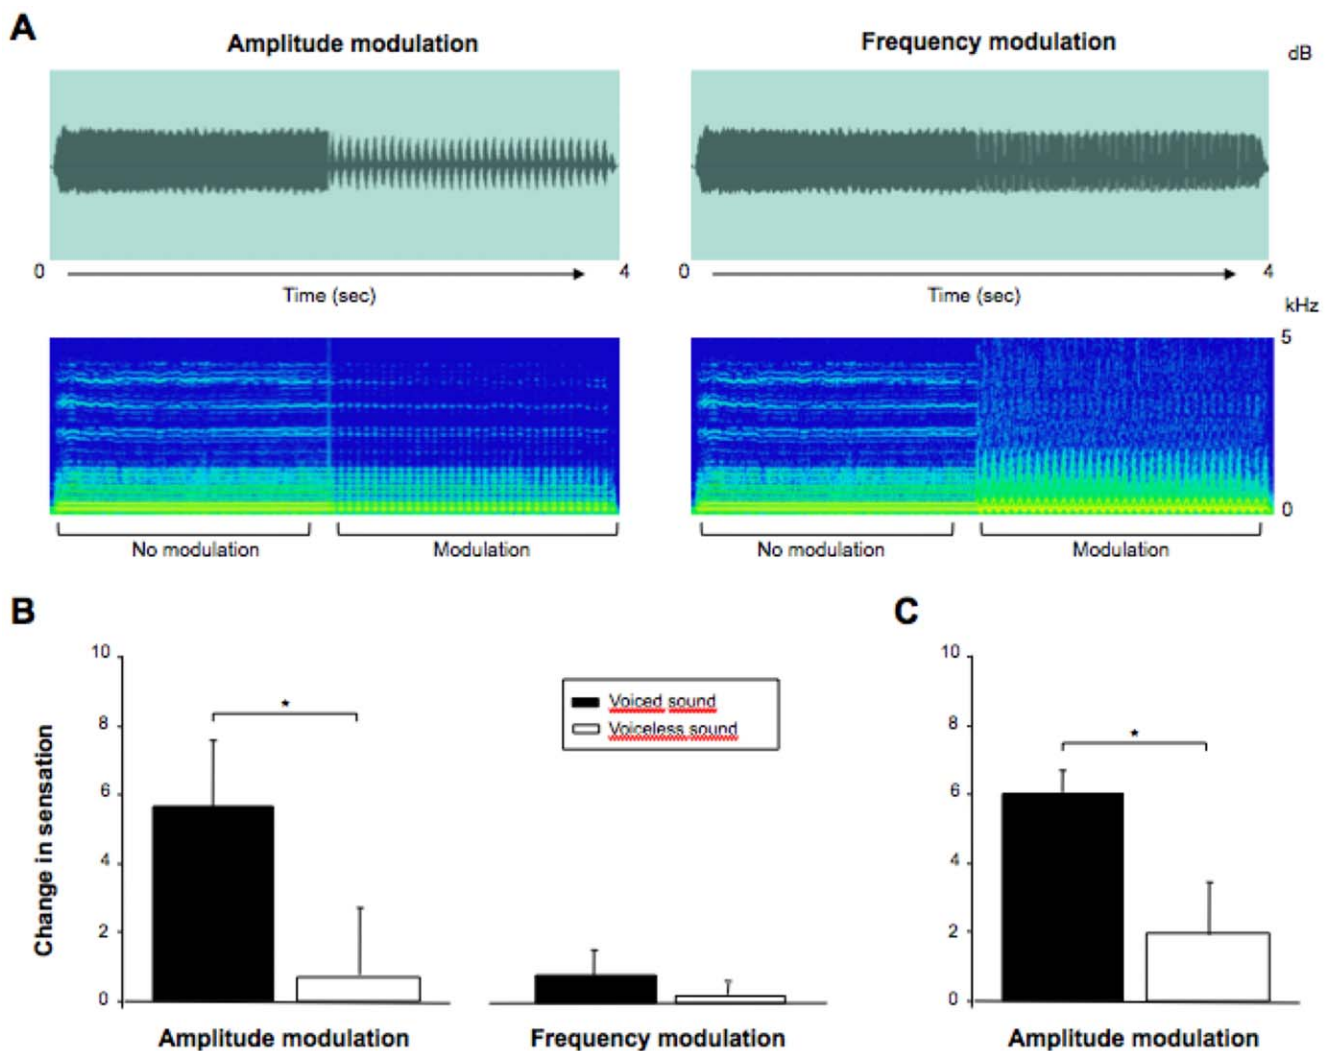 A
Amplitude modulation
Frequency modulation
dB
0
4
Time (sec)
0
4
Time (sec)
kHz
5
0
No modulation
Modulation
No modulation
Modulation
B
Change in sensation
10
8
6
4
2
0
*
Voiced sound
Voiceless sound
Amplitude modulation
Frequency modulation
C
10
8
6
4
2
0
*
Amplitude modulation